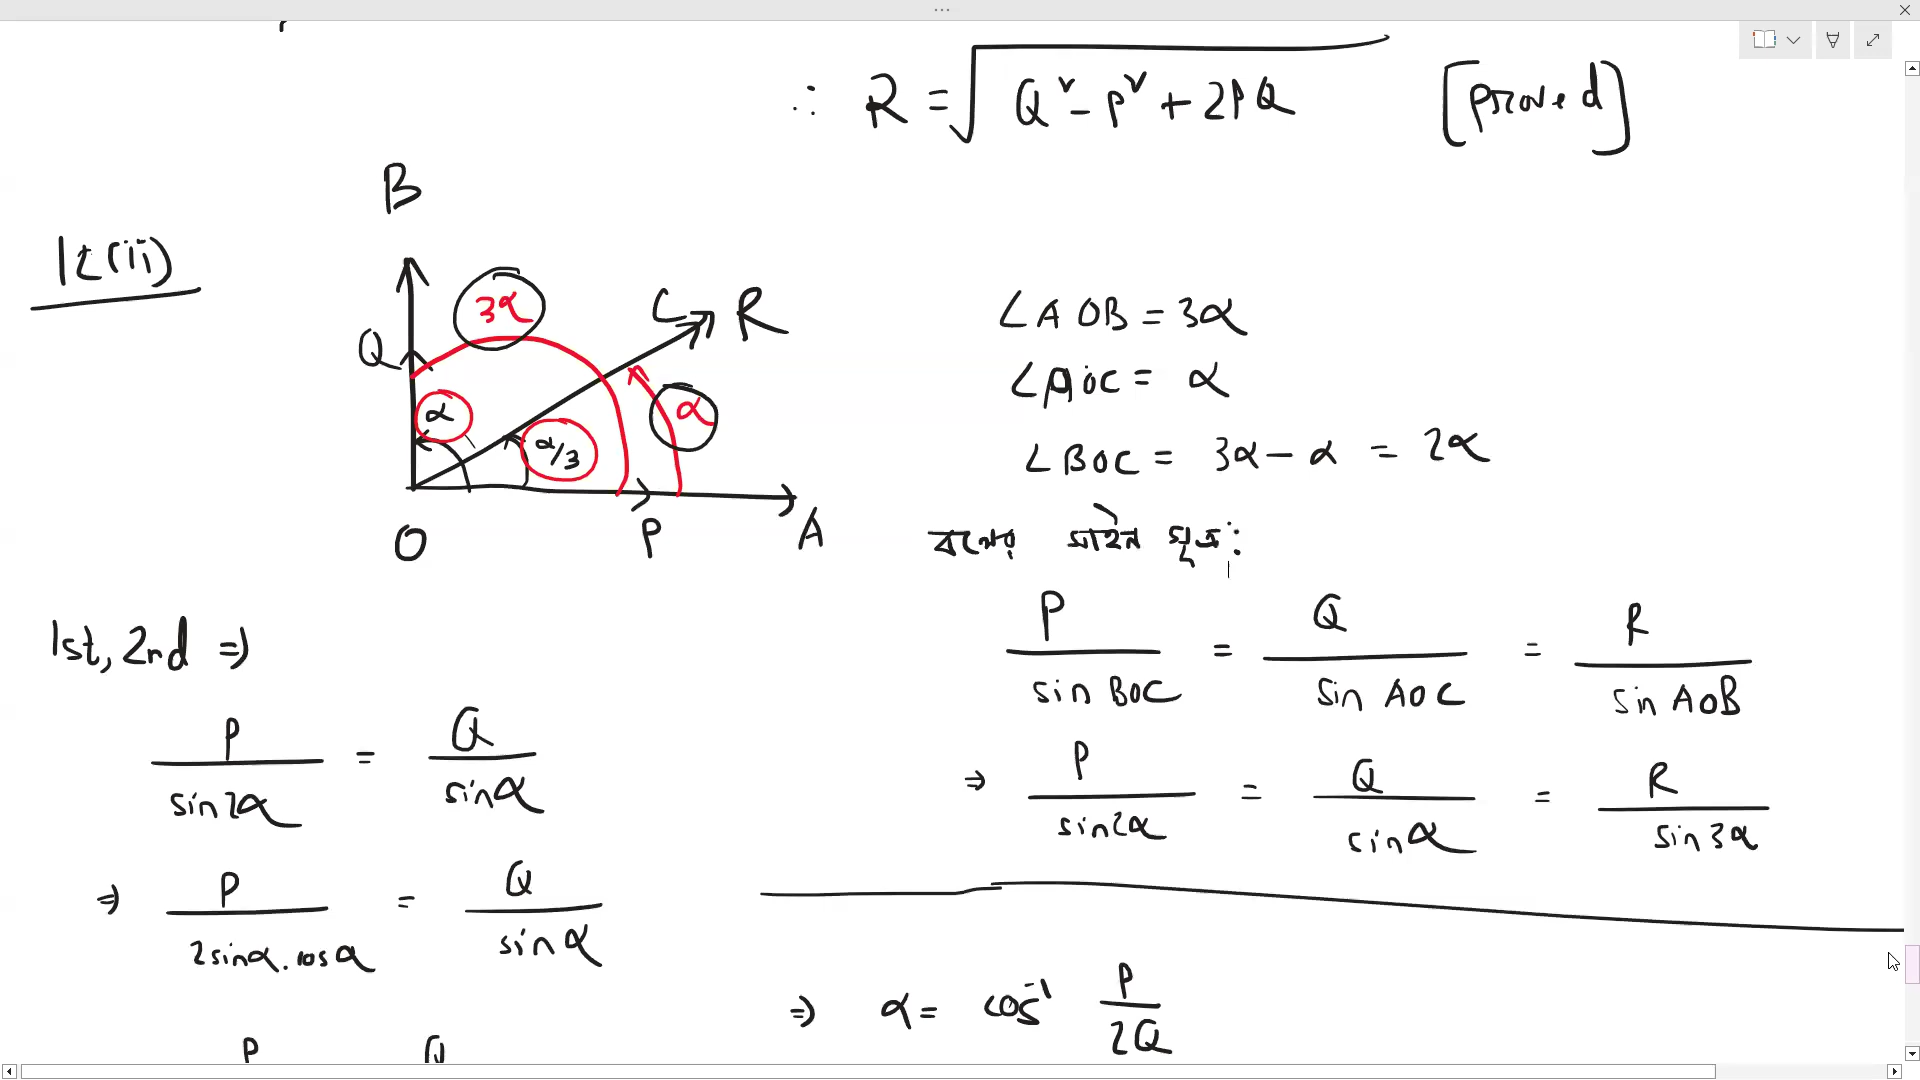 ∴ R = √(Q² - P² + 2PQ) [proved]
B
12(ii)
3α
C R
Q
α
α
α/3
P
A
O
∠AOB = 3α
∠AOC = α
∠BOC = 3α - α = 2α
বলের সাইন সূত্র:
P/sin BOC = Q/sin AOC = R/sin AOB
⇒ P/sin2α = Q/sinα = R/sin3α
1st, 2nd ⇒
P/sin2α = Q/sinα
⇒ P/2sinα.cosα = Q/sinα
P Q
⇒ α = cos⁻¹ P/2Q